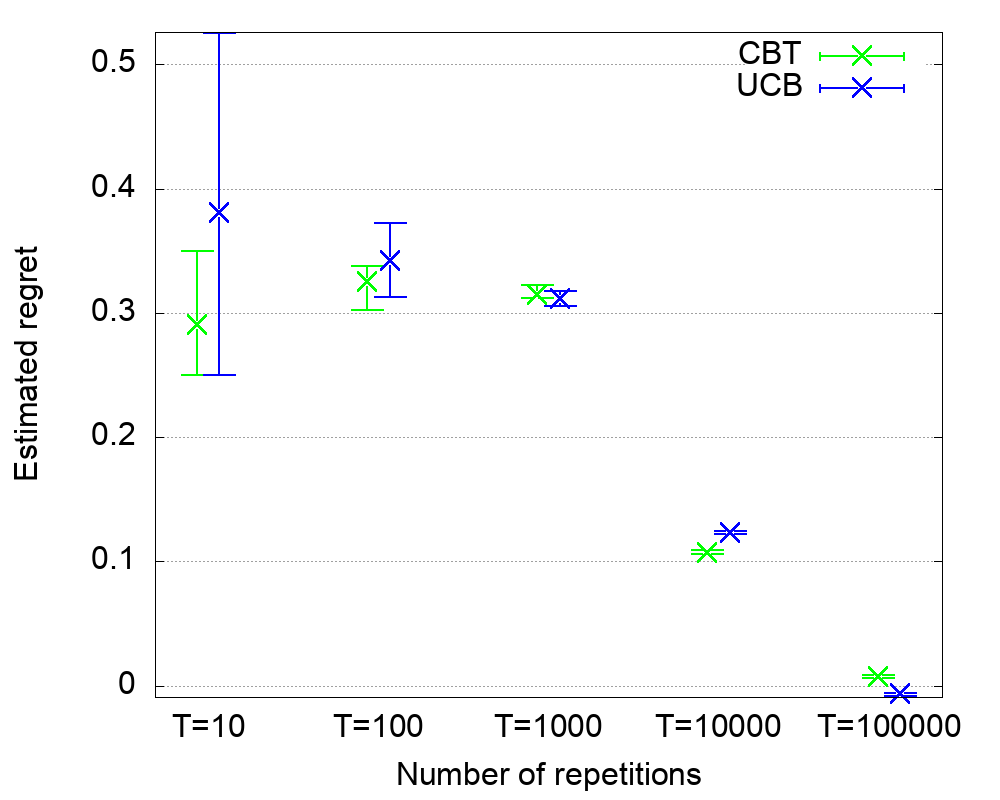 CBT
UCB
0.5
0.4
0.3
0.2
0.1
0
Estimated regret
T=10 T=100 T=1000 T=10000 T=100000
Number of repetitions